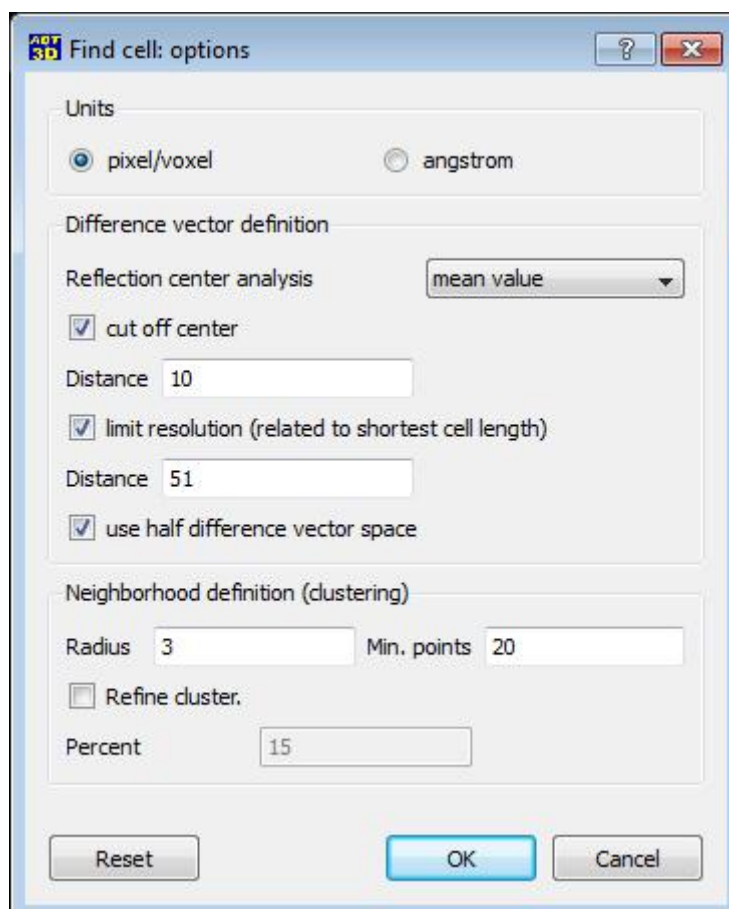 ADT 3D Find cell: options
Units
pixel/voxel angstrom
Difference vector definition
Reflection center analysis mean value
cut off center
Distance 10
limit resolution (related to shortest cell length)
Distance 51
use half difference vector space
Neighborhood definition (clustering)
Radius 3 Min. points 20
Refine cluster.
Percent 15
Reset OK Cancel